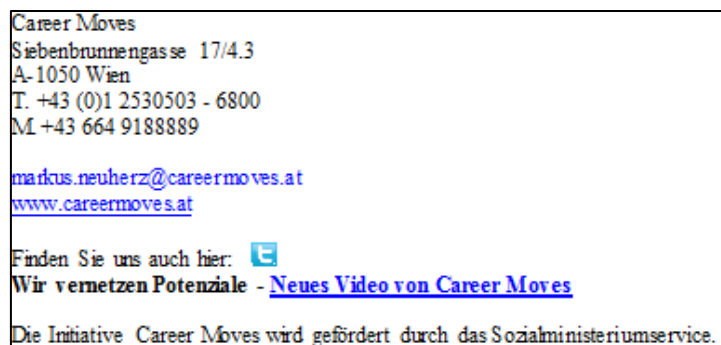 Career Moves
Siebenbrunnengasse 17/4.3
A-1050 Wien
T. +43 (0)1 2530503 - 6800
M. +43 664 9188889
markus.neuherz@careermoves.at
www.careermoves.at
Finden Sie uns auch hier:
Wir vernetzen Potenziale - Neues Video von Career Moves
Die Initiative Career Moves wird gefördert durch das Sozialministeriumservice.